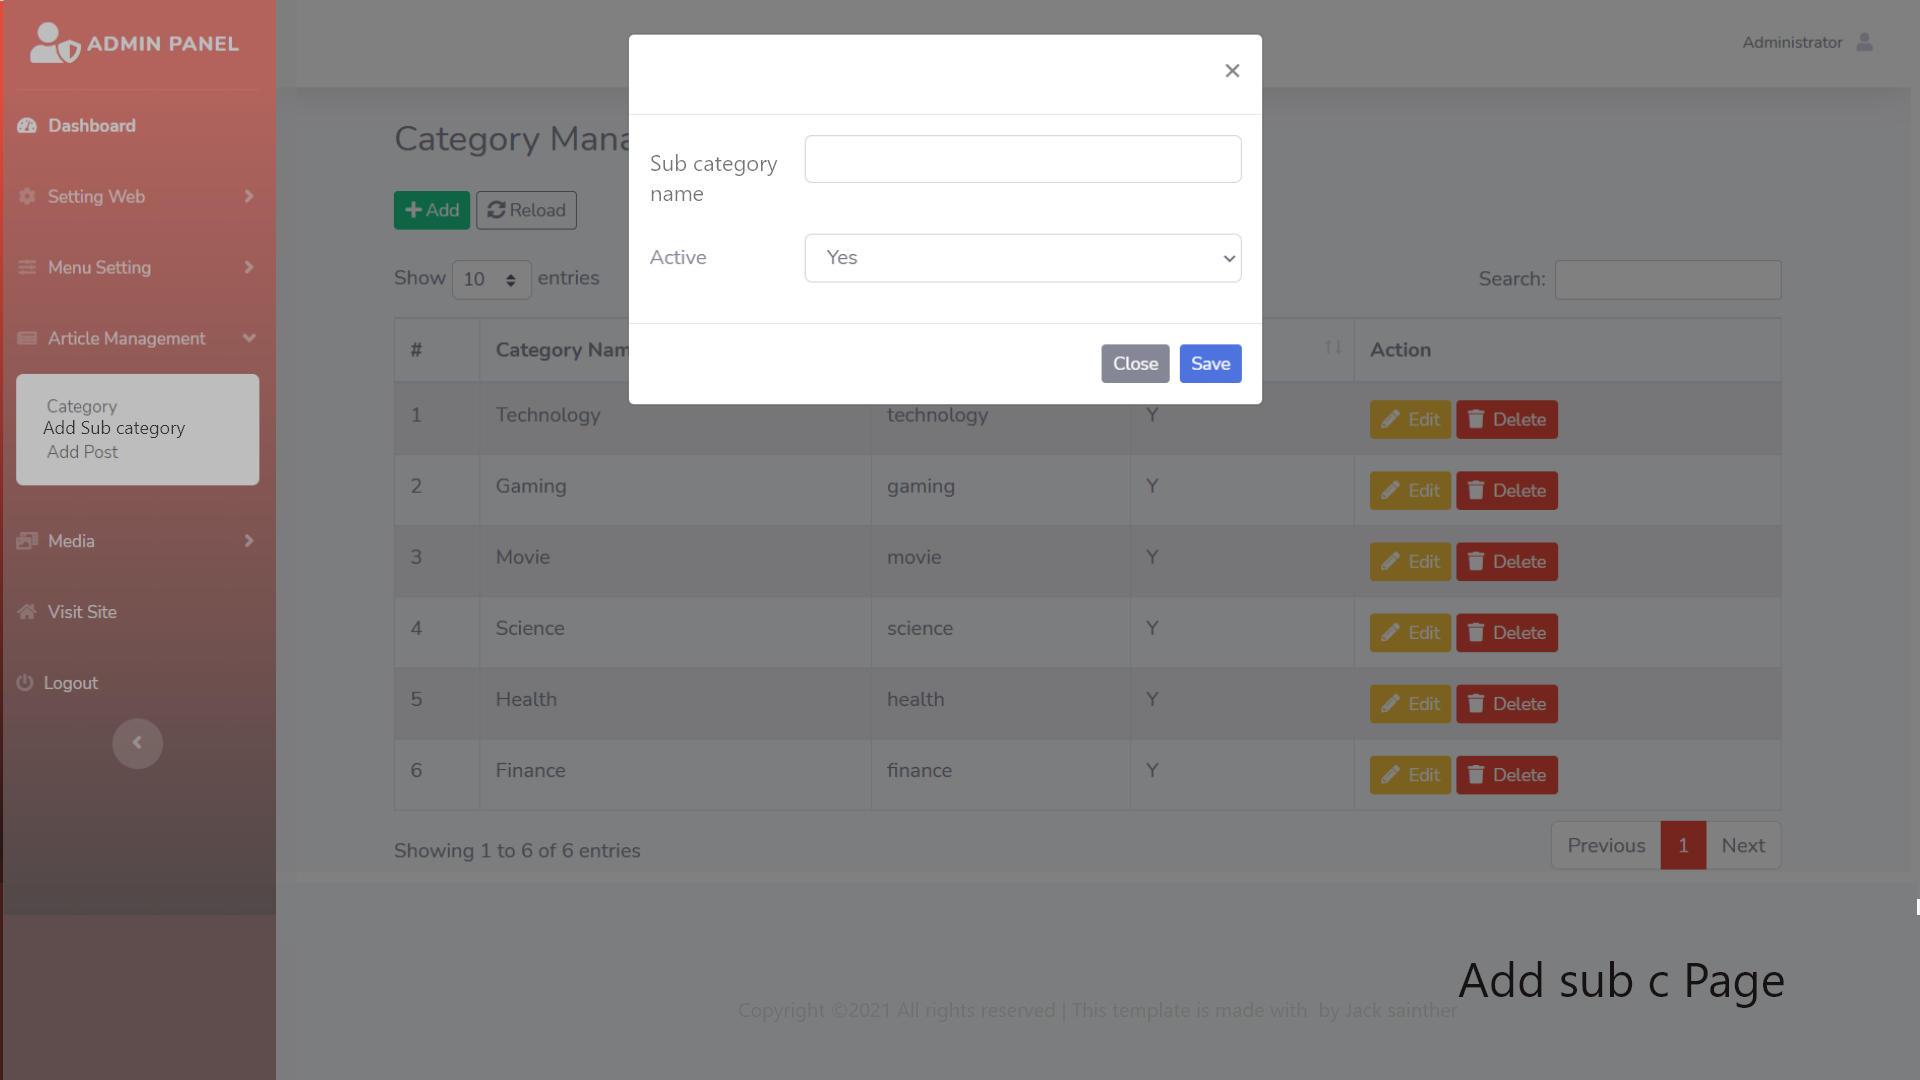 ADMIN PANEL
Dashboard
Setting Web
Menu Setting
Article Management
Category
Add Sub category
Add Post
Media
Visit Site
Logout
Administrator
Category Mana
Add Reload
Show 10 entries
Search:
Sub category
name
Active Yes
Close Save
# Category Nam Action
1 Technology technology Y Edit Delete
2 Gaming gaming Y Edit Delete
3 Movie movie Y Edit Delete
4 Science science Y Edit Delete
5 Health health Y Edit Delete
6 Finance finance Y Edit Delete
Showing 1 to 6 of 6 entries
Previous 1 Next
Add sub c Page
Copyright ©2021 All rights reserved | This template is made with by Jack sainther